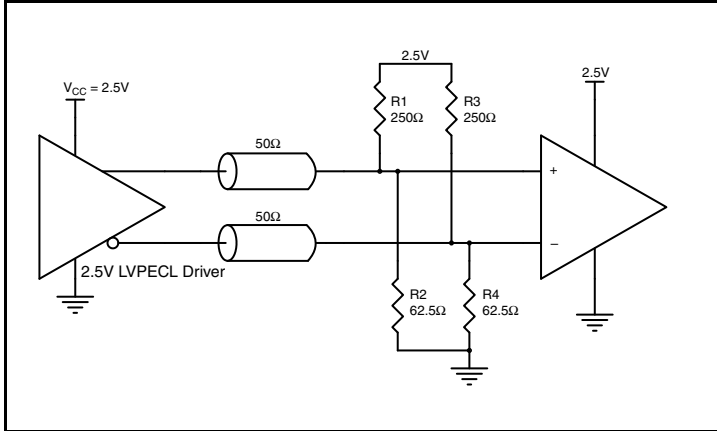 2.5V
V_CC = 2.5V
2.5V
R1
250Ω
R3
250Ω
50Ω
+
50Ω
−
2.5V LVPECL Driver
R2
62.5Ω
R4
62.5Ω